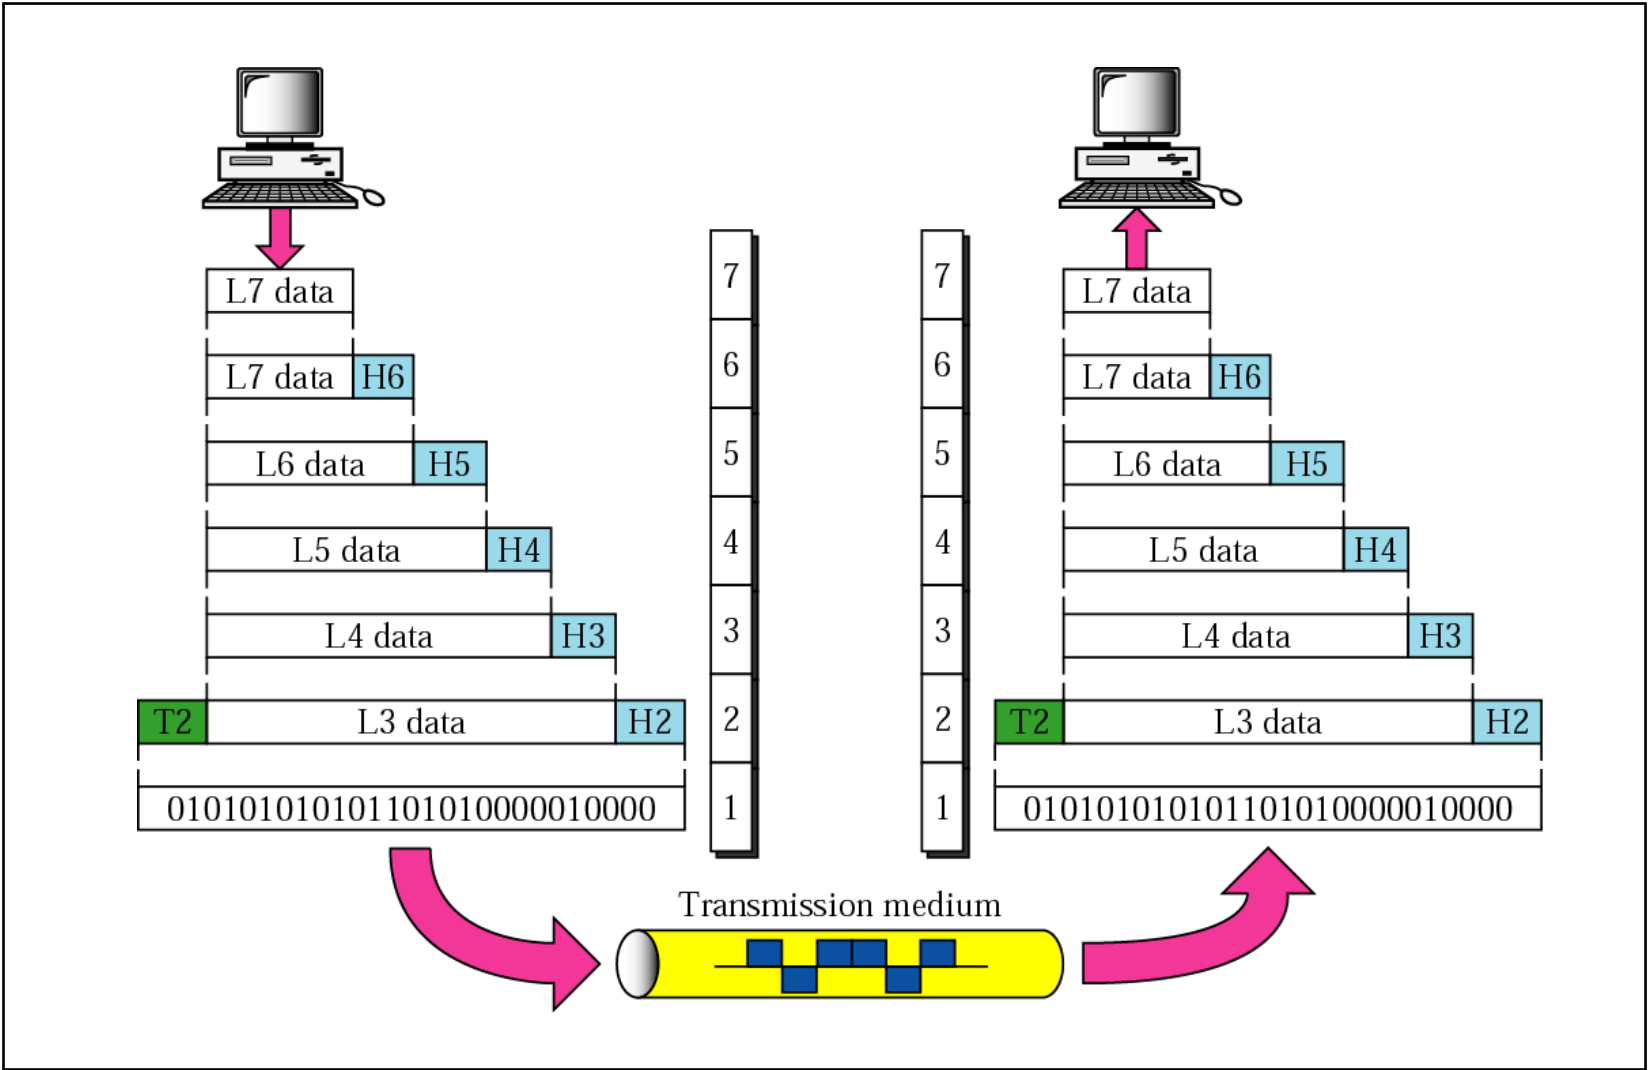 L7 data
L7 data H6
L6 data H5
L5 data H4
L4 data H3
T2 L3 data H2
010101010101101010000010000
7
6
5
4
3
2
1
7
6
5
4
3
2
1
L7 data
L7 data H6
L6 data H5
L5 data H4
L4 data H3
T2 L3 data H2
010101010101101010000010000
Transmission medium